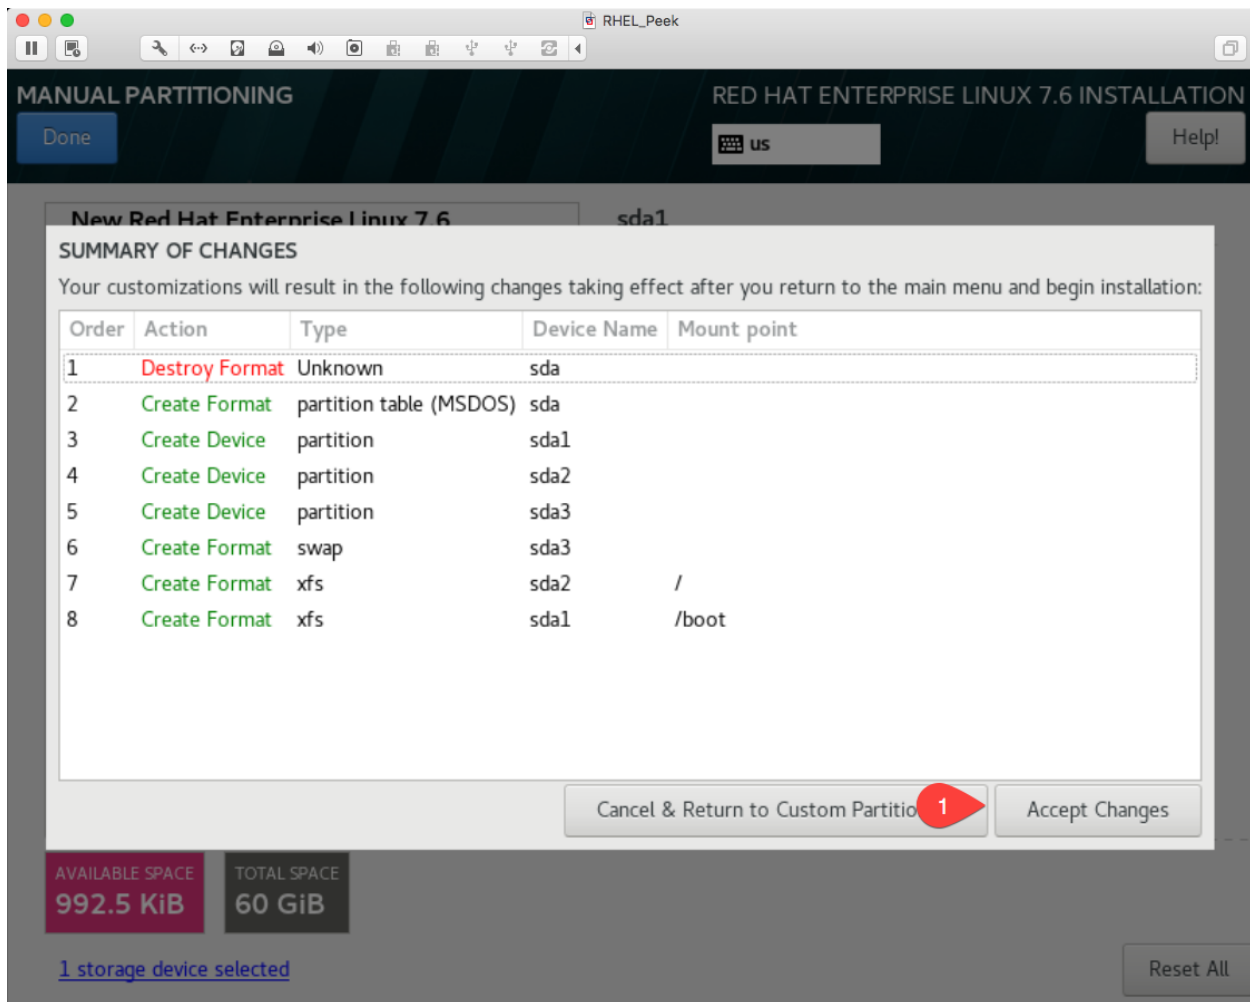 RHEL_Peek
MANUAL PARTITIONING
RED HAT ENTERPRISE LINUX 7.6 INSTALLATION
Done
us
Help!
New Red Hat Enterprise Linux 7.6
sda1
SUMMARY OF CHANGES
Your customizations will result in the following changes taking effect after you return to the main menu and begin installation:
Order Action Type Device Name Mount point
1 Destroy Format Unknown sda
2 Create Format partition table (MSDOS) sda
3 Create Device partition sda1
4 Create Device partition sda2
5 Create Device partition sda3
6 Create Format swap sda3
7 Create Format xfs sda2 /
8 Create Format xfs sda1 /boot
Cancel & Return to Custom Partitio
1
Accept Changes
AVAILABLE SPACE
992.5 KiB
TOTAL SPACE
60 GiB
1 storage device selected
Reset All